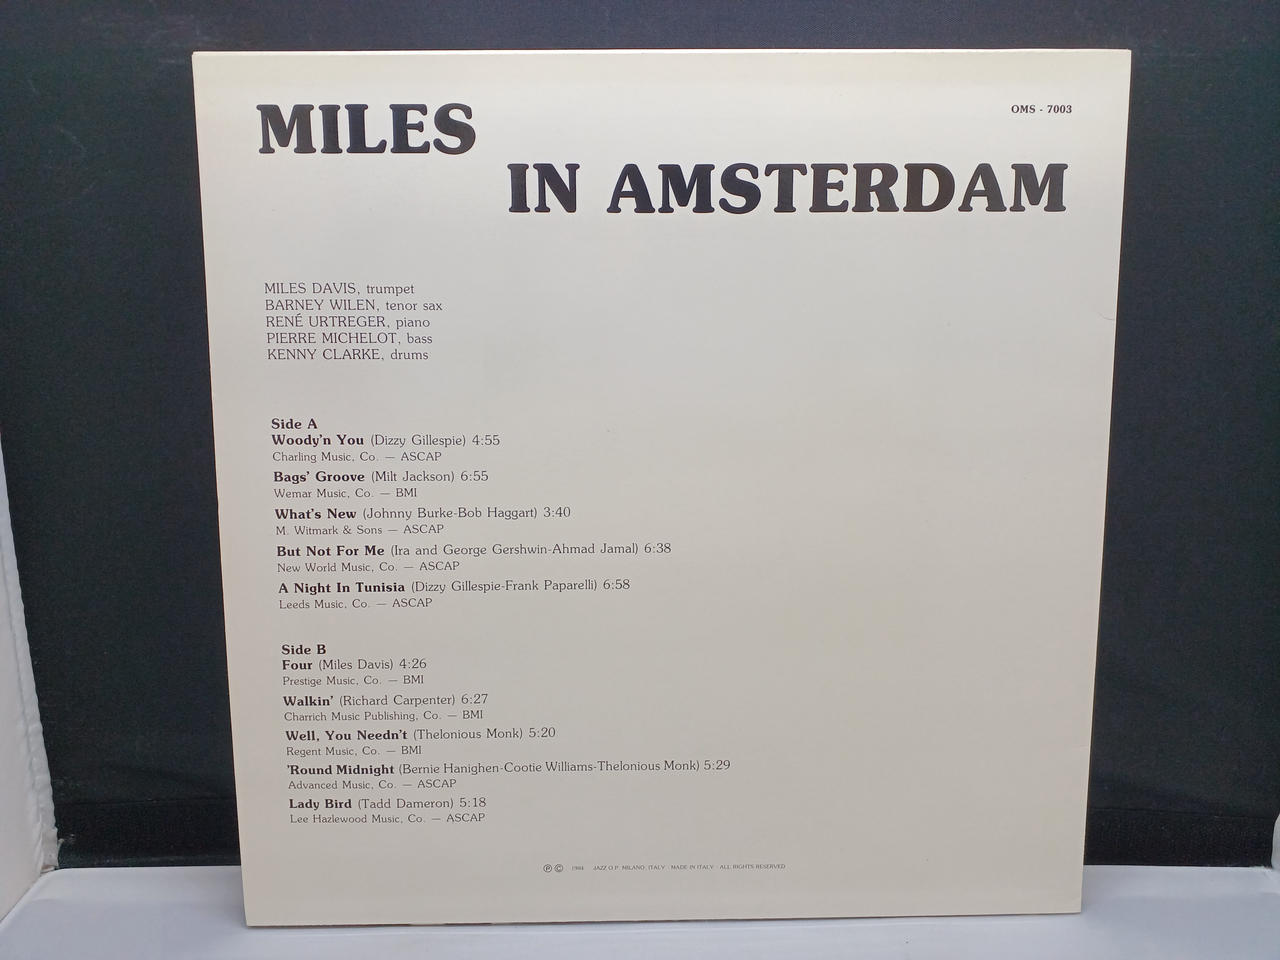 MILES
OMS - 7003
IN AMSTERDAM
MILES DAVIS, trumpet
BARNEY WILEN, tenor sax
RENÉ URTREGER, piano
PIERRE MICHELOT, bass
KENNY CLARKE, drums
Side A
Woody'n You (Dizzy Gillespie) 4:55
Charling Music, Co. — ASCAP
Bags' Groove (Milt Jackson) 6:55
Wemar Music, Co. — BMI
What's New (Johnny Burke-Bob Haggart) 3:40
M. Witmark & Sons — ASCAP
But Not For Me (Ira and George Gershwin-Ahmad Jamal) 6:38
New World Music, Co. — ASCAP
A Night In Tunisia (Dizzy Gillespie-Frank Paparelli) 6:58
Leeds Music, Co. — ASCAP
Side B
Four (Miles Davis) 4:26
Prestige Music, Co. — BMI
Walkin' (Richard Carpenter) 6:27
Charrich Music Publishing, Co. — BMI
Well, You Needn't (Thelonious Monk) 5:20
Regent Music, Co. — BMI
'Round Midnight (Bernie Hanighen-Cootie Williams-Thelonious Monk) 5:29
Advanced Music, Co. — ASCAP
Lady Bird (Tadd Dameron) 5:18
Lee Hazlewood Music, Co. — ASCAP
℗ © 1984 JAZZ O.P. MILANO, ITALY · MADE IN ITALY · ALL RIGHTS RESERVED